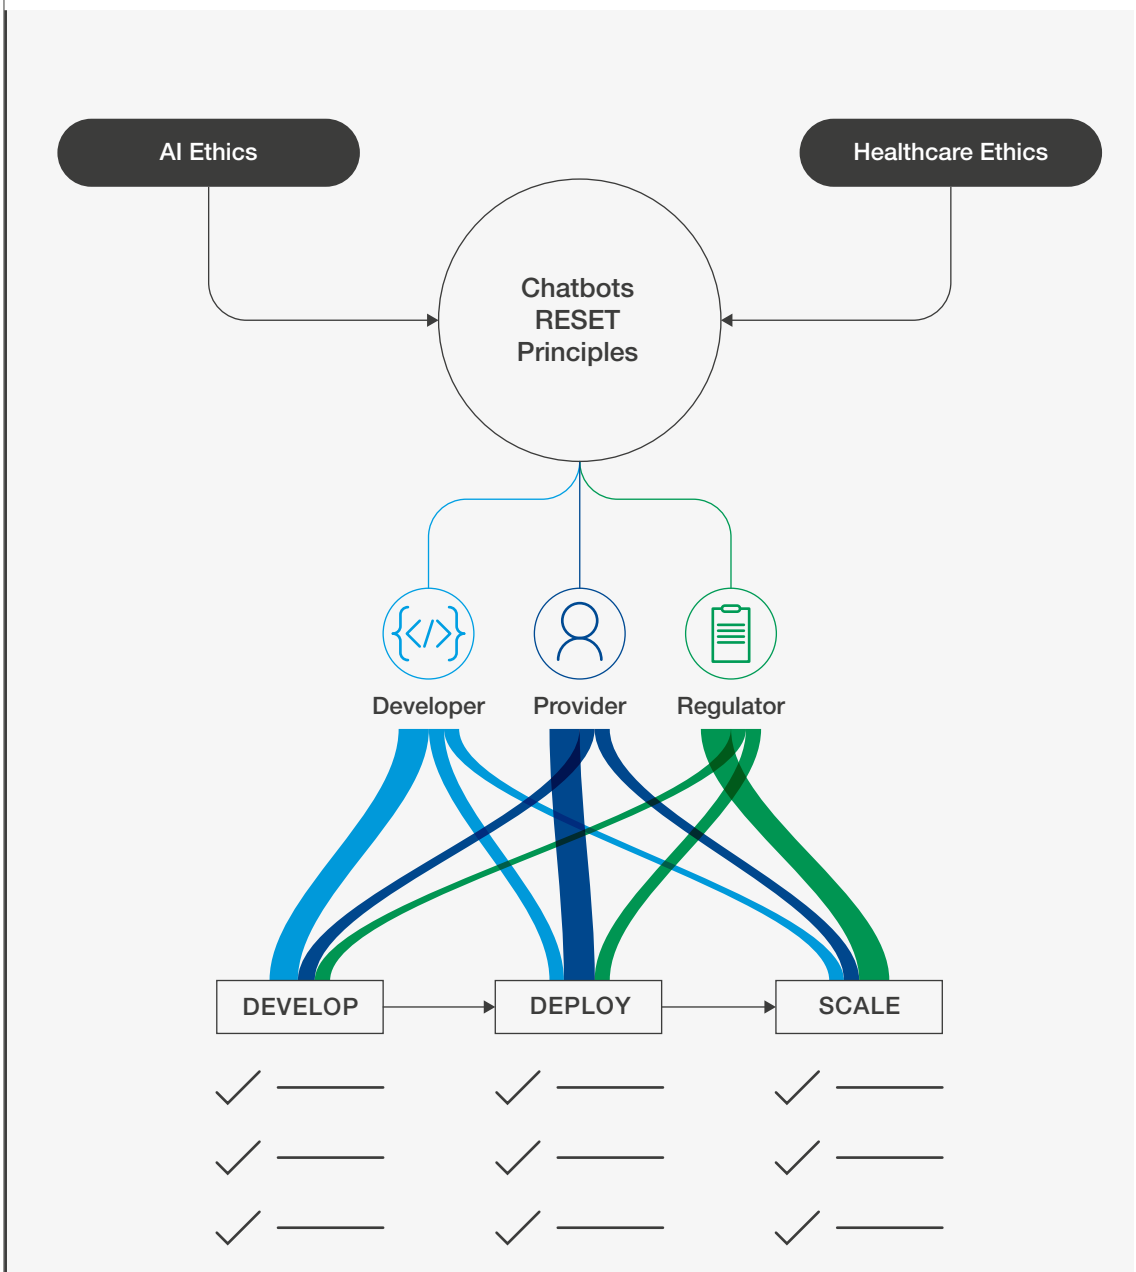 AI Ethics
Healthcare Ethics
Chatbots
RESET
Principles
{</>}
Developer
Provider
Regulator
DEVELOP
DEPLOY
SCALE